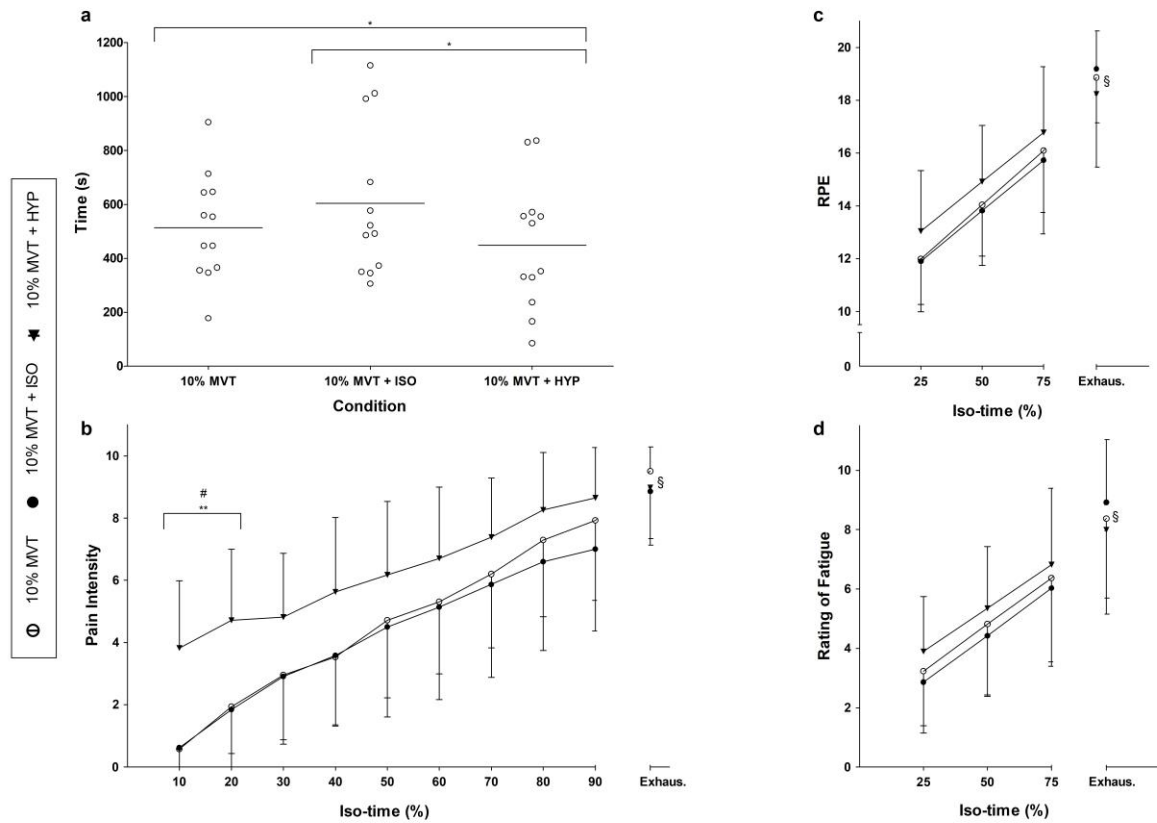 a
*
*
1200
1000
800
600
400
200
0
Time (s)
10% MVT 10% MVT + ISO 10% MVT + HYP
Condition
10% MVT 10% MVT + ISO 10% MVT + HYP
b
#
**
§
10
8
6
4
2
0
Pain Intensity
10 20 30 40 50 60 70 80 90 Exhaus.
Iso-time (%)
c
§
20
18
16
14
12
10
0
RPE
25 50 75 Exhaus.
Iso-time (%)
d
§
10
8
6
4
2
0
Rating of Fatigue
25 50 75 Exhaus.
Iso-time (%)